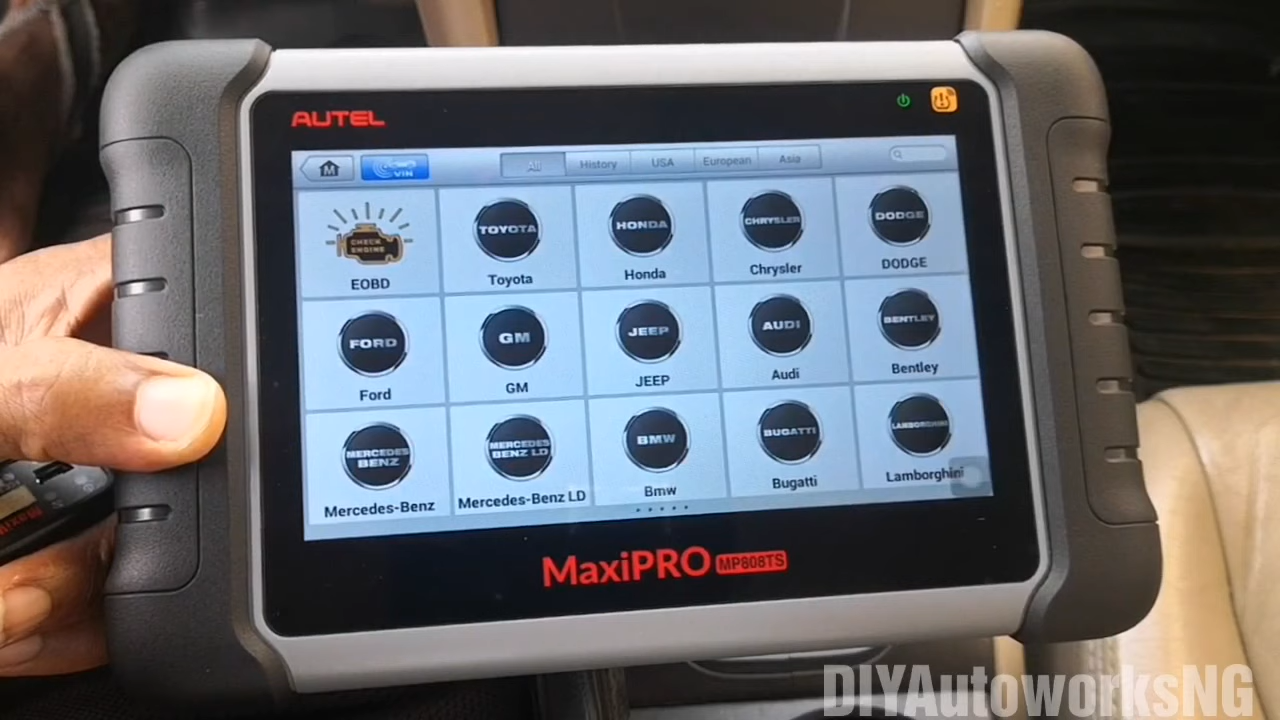 AUTEL
VIN
All
History
USA
European
Asia
CHECK ENGINE
EOBD
TOYOTA
Toyota
HONDA
Honda
CHRYSLER
Chrysler
DODGE
DODGE
FORD
Ford
GM
GM
JEEP
JEEP
AUDI
Audi
BENTLEY
Bentley
MERCEDES
BENZ
Mercedes-Benz
MERCEDES
BENZ LD
Mercedes-Benz LD
BMW
Bmw
BUGATTI
Bugatti
LAMBORGHINI
Lamborghini
MaxiPRO MP808TS
DIYAutoworksNG